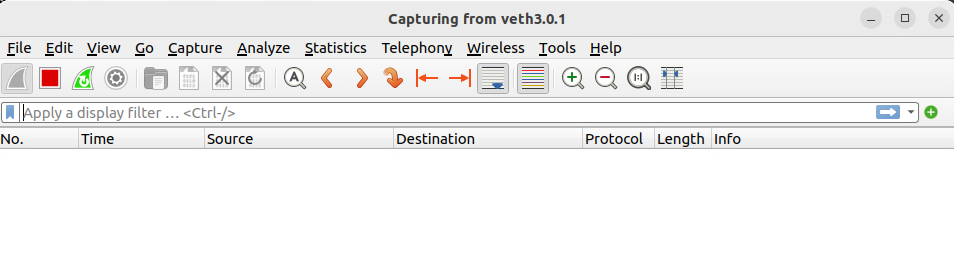 Capturing from veth3.0.1
File Edit View Go Capture Analyze Statistics Telephony Wireless Tools Help
Apply a display filter … <Ctrl-/>
No. Time Source Destination Protocol Length Info